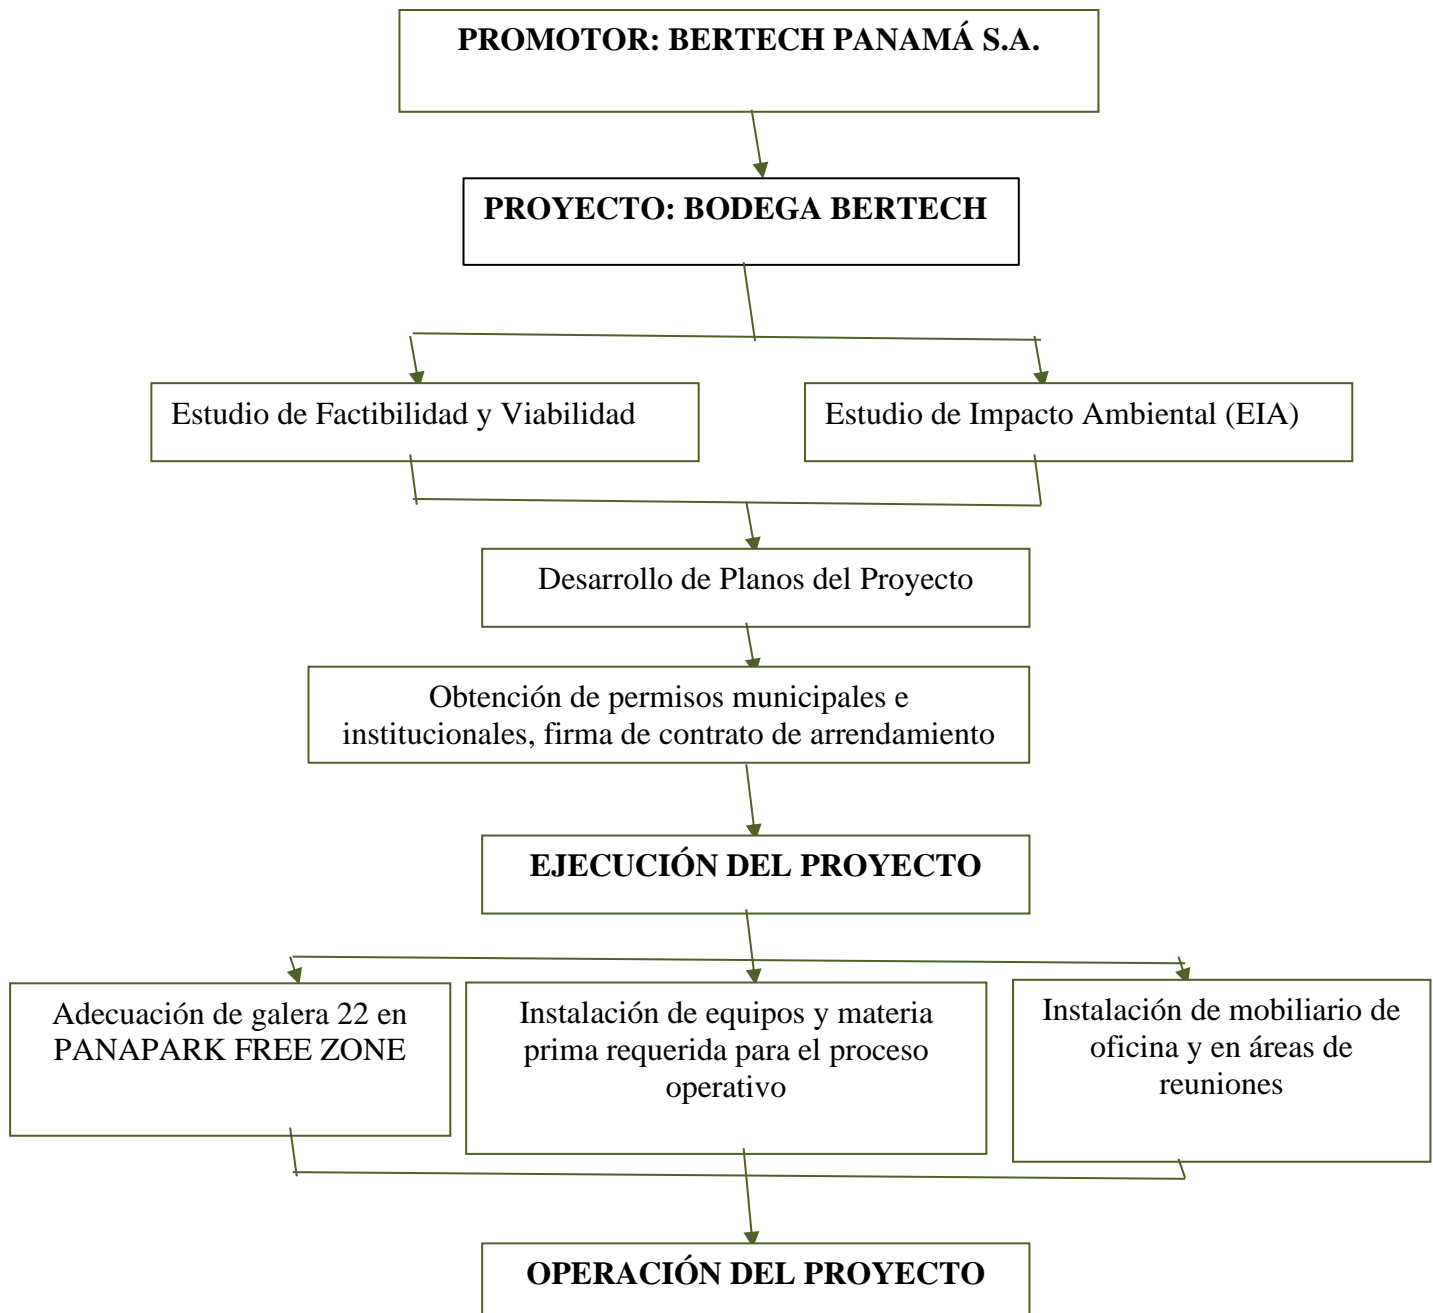 PROMOTOR: BERTECH PANAMÁ S.A.
PROYECTO: BODEGA BERTECH
Estudio de Factibilidad y Viabilidad
Estudio de Impacto Ambiental (EIA)
Desarrollo de Planos del Proyecto
Obtención de permisos municipales e
institucionales, firma de contrato de arrendamiento
EJECUCIÓN DEL PROYECTO
Adecuación de galera 22 en
PANAPARK FREE ZONE
Instalación de equipos y materia
prima requerida para el proceso
operativo
Instalación de mobiliario de
oficina y en áreas de
reuniones
OPERACIÓN DEL PROYECTO